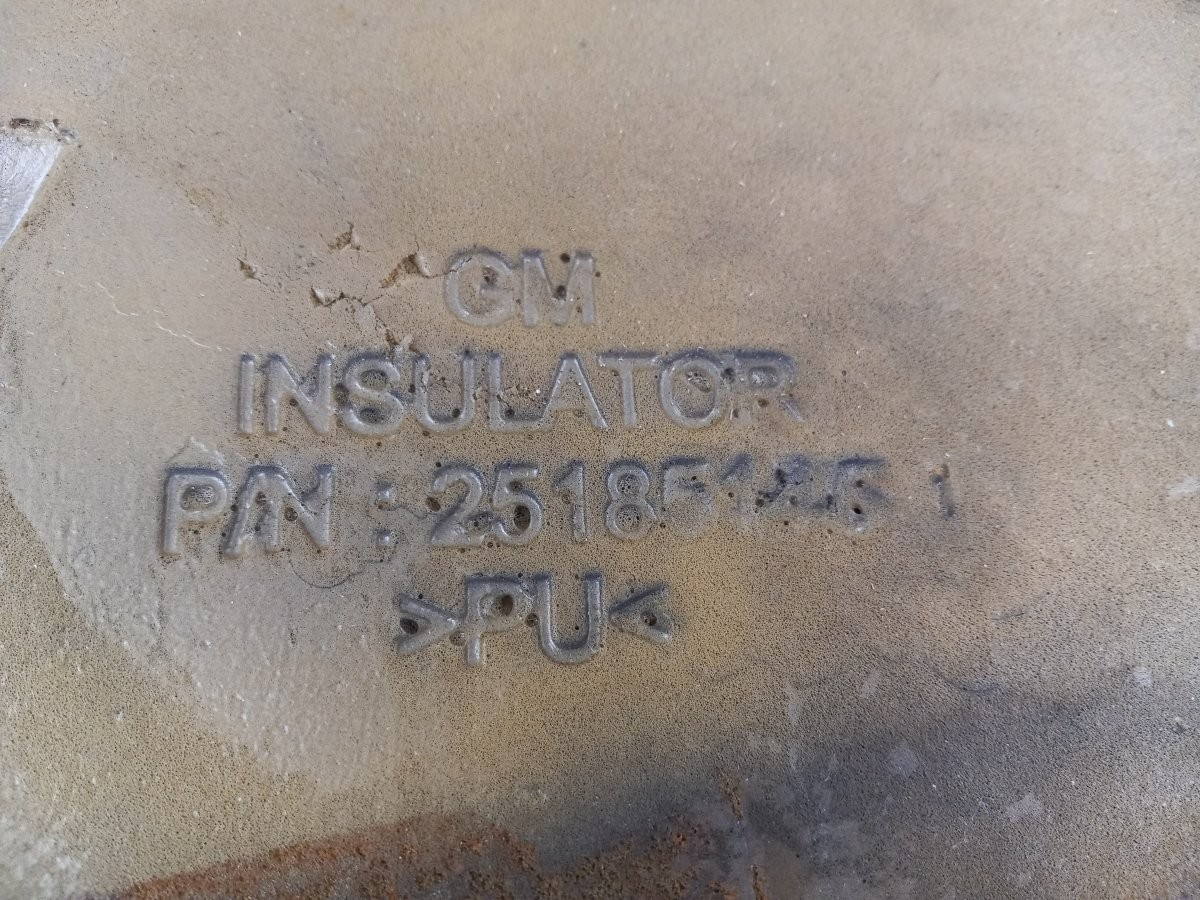 GM
INSULATOR
P/N : 1
>PU<